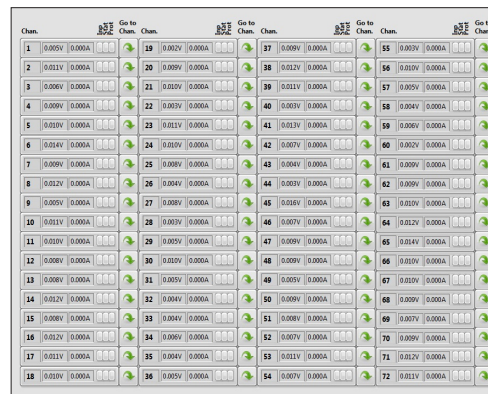 Chan. Inp Stat Prot Go to Chan. Chan. Inp Stat Prot Go to Chan. Chan. Inp Stat Prot Go to Chan. Chan. Inp Stat Prot Go to Chan.
1 0.005V 0.000A 19 0.002V 0.000A 37 0.009V 0.000A 55 0.003V 0.000A
2 0.011V 0.000A 20 0.009V 0.000A 38 0.012V 0.000A 56 0.010V 0.000A
3 0.006V 0.000A 21 0.010V 0.000A 39 0.011V 0.000A 57 0.005V 0.000A
4 0.009V 0.000A 22 0.003V 0.000A 40 0.003V 0.000A 58 0.004V 0.000A
5 0.010V 0.000A 23 0.011V 0.000A 41 0.013V 0.000A 59 0.006V 0.000A
6 0.014V 0.000A 24 0.010V 0.000A 42 0.007V 0.000A 60 0.002V 0.000A
7 0.009V 0.000A 25 0.008V 0.000A 43 0.004V 0.000A 61 0.009V 0.000A
8 0.012V 0.000A 26 0.004V 0.000A 44 0.003V 0.000A 62 0.009V 0.000A
9 0.005V 0.000A 27 0.008V 0.000A 45 0.016V 0.000A 63 0.010V 0.000A
10 0.011V 0.000A 28 0.003V 0.000A 46 0.007V 0.000A 64 0.012V 0.000A
11 0.010V 0.000A 29 0.005V 0.000A 47 0.009V 0.000A 65 0.014V 0.000A
12 0.008V 0.000A 30 0.010V 0.000A 48 0.009V 0.000A 66 0.010V 0.000A
13 0.008V 0.000A 31 0.005V 0.000A 49 0.005V 0.000A 67 0.010V 0.000A
14 0.012V 0.000A 32 0.004V 0.000A 50 0.009V 0.000A 68 0.009V 0.000A
15 0.008V 0.000A 33 0.004V 0.000A 51 0.008V 0.000A 69 0.007V 0.000A
16 0.012V 0.000A 34 0.006V 0.000A 52 0.007V 0.000A 70 0.009V 0.000A
17 0.011V 0.000A 35 0.004V 0.000A 53 0.011V 0.000A 71 0.012V 0.000A
18 0.010V 0.000A 36 0.005V 0.000A 54 0.007V 0.000A 72 0.011V 0.000A